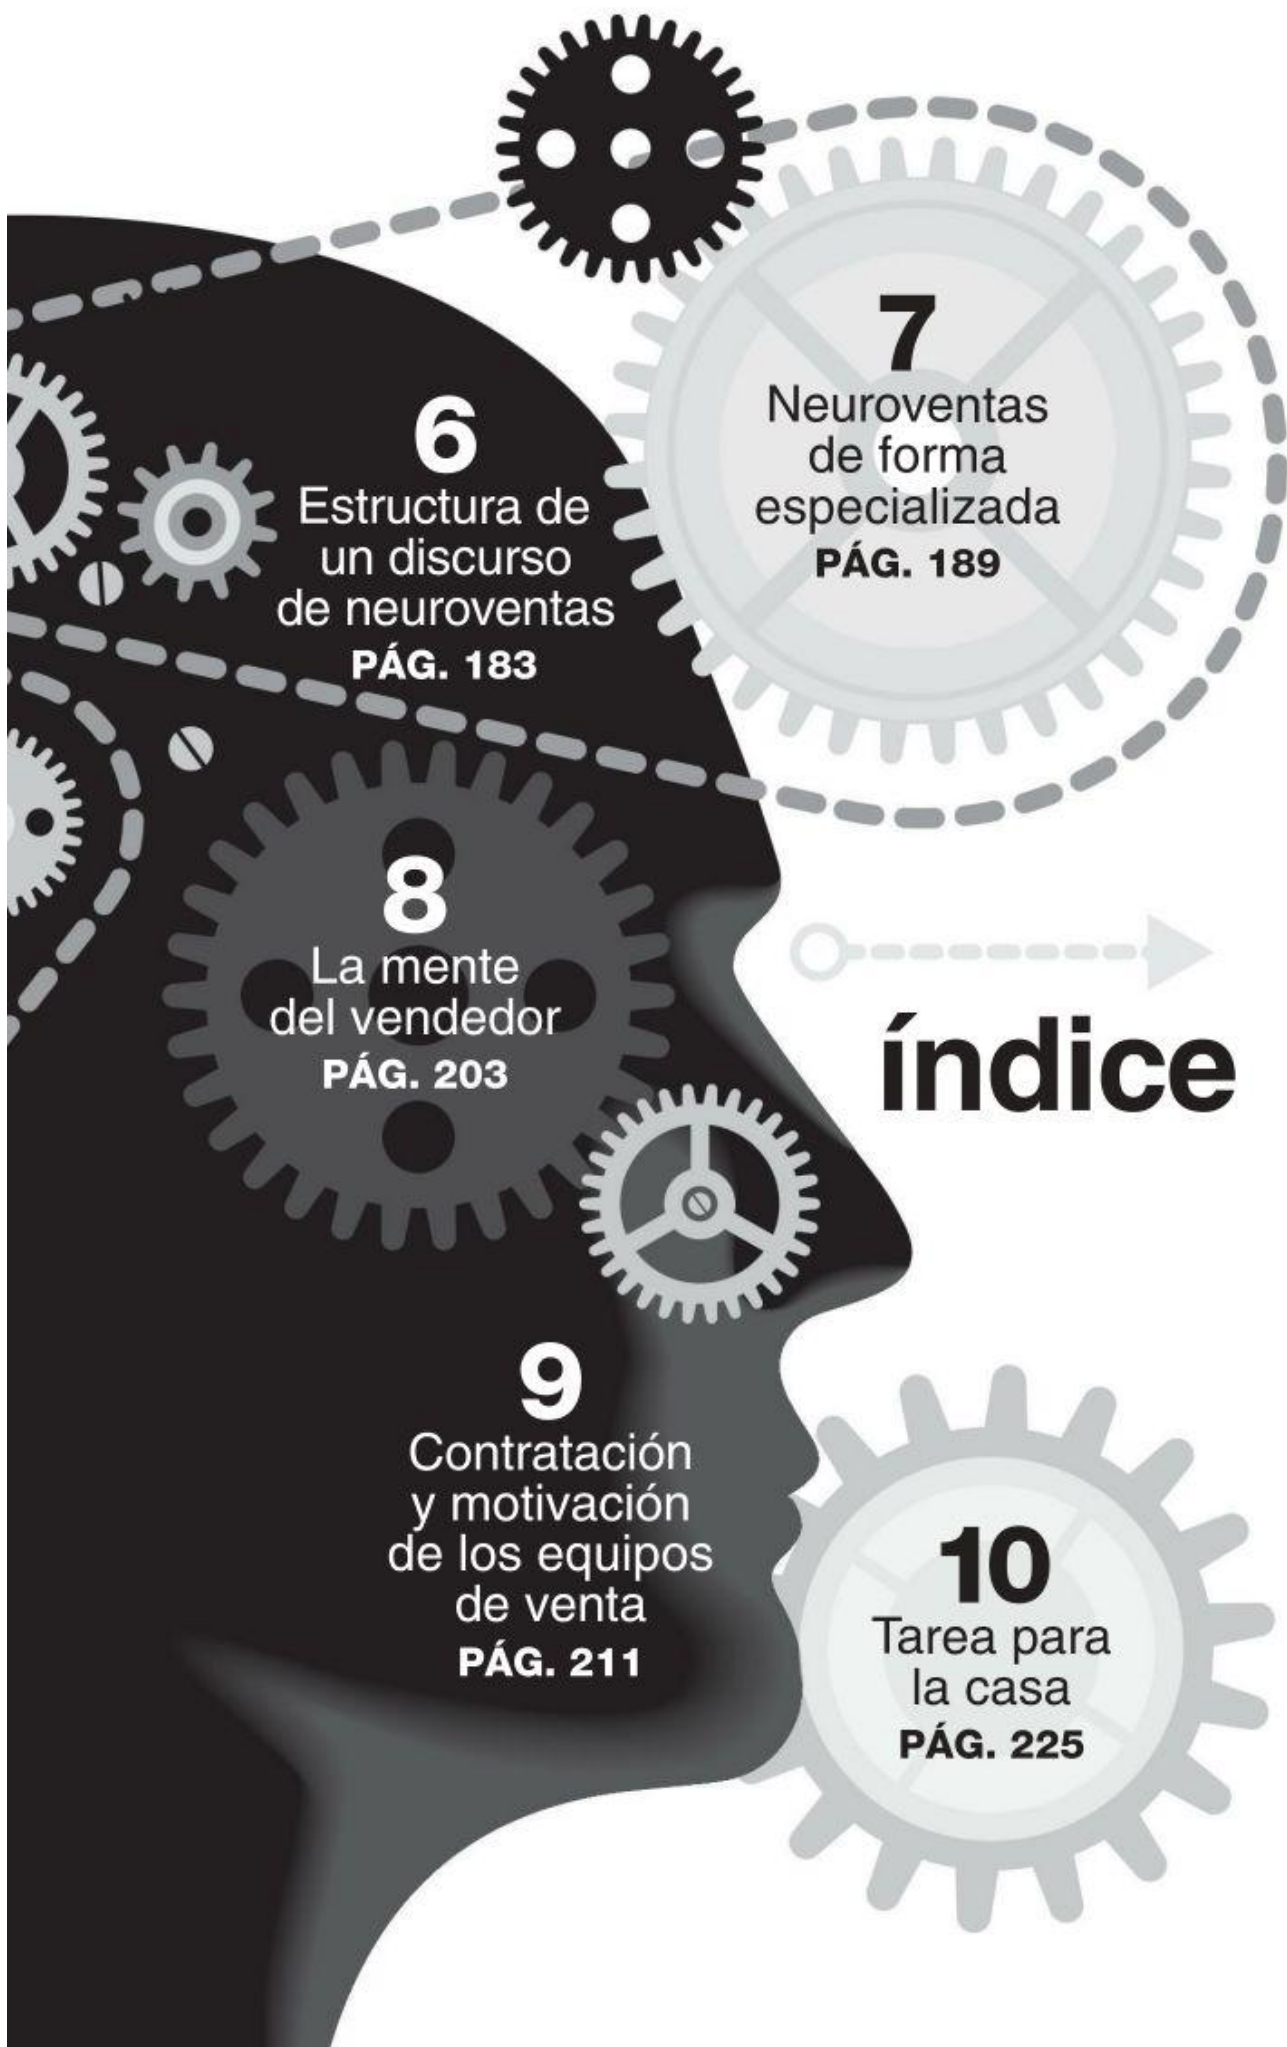 6
Estructura de
un discurso
de neuroventas
PÁG. 183
7
Neuroventas
de forma
especializada
PÁG. 189
8
La mente
del vendedor
PÁG. 203
índice
9
Contratación
y motivación
de los equipos
de venta
PÁG. 211
10
Tarea para
la casa
PÁG. 225